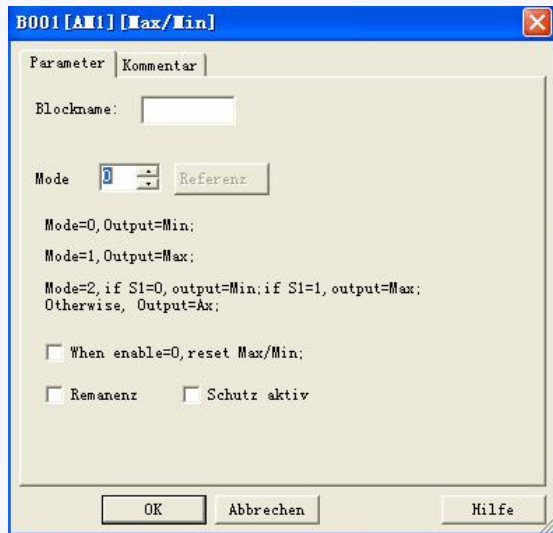 B001[AM1][Max/Min]
Parameter Kommentar
Blockname:
Mode 0 Referenz
Mode=0,Output=Min;
Mode=1,Output=Max;
Mode=2,if S1=0,output=Min;if S1=1,output=Max;
Otherwise, Output=Ax;
When enable=0,reset Max/Min;
Remanenz Schutz aktiv
OK Abbrechen Hilfe